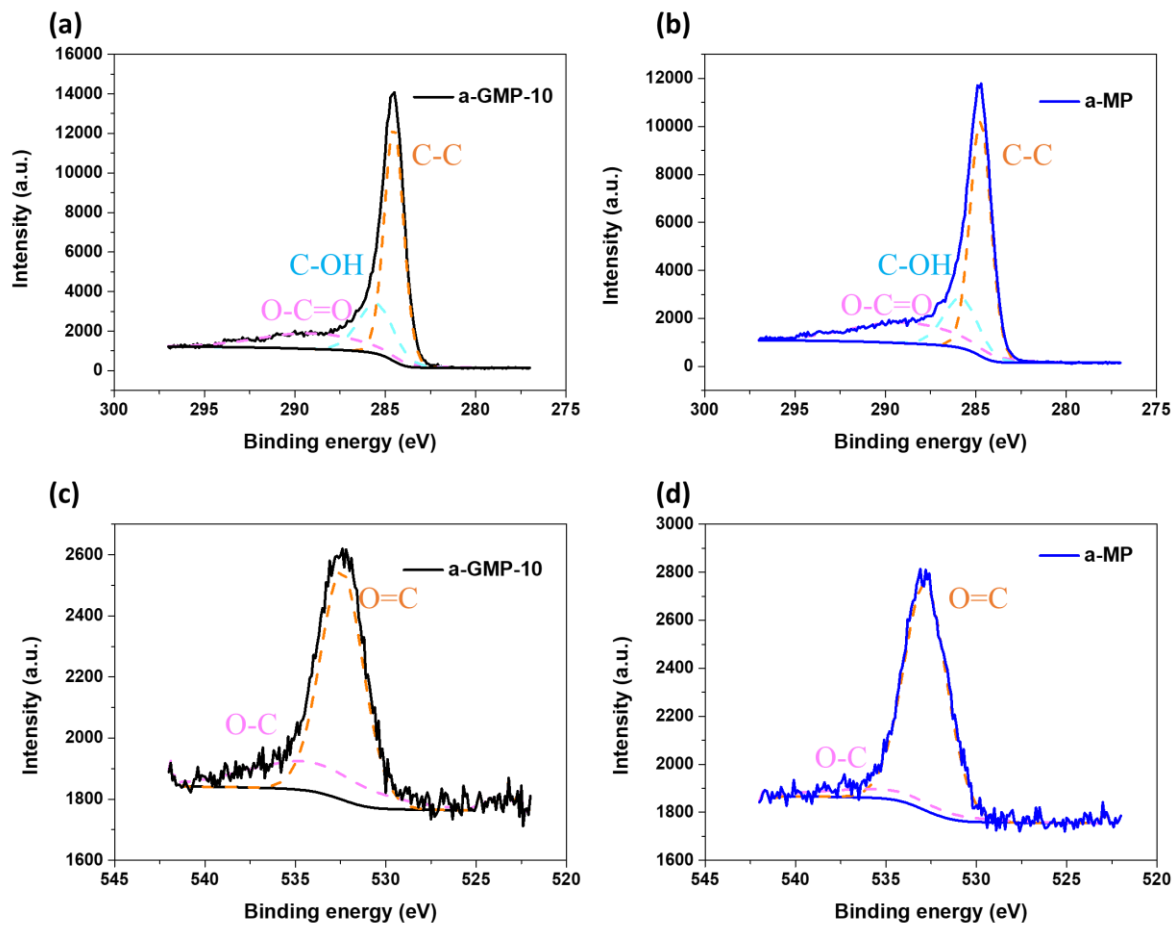 (a)
16000
14000
12000
10000
8000
6000
4000
2000
0
Intensity (a.u.)
a-GMP-10
C-C
C-OH
O-C=O
300 295 290 285 280 275
Binding energy (eV)
(b)
12000
10000
8000
6000
4000
2000
0
Intensity (a.u.)
a-MP
C-C
C-OH
O-C=O
300 295 290 285 280 275
Binding energy (eV)
(c)
2600
2400
2200
2000
1800
1600
Intensity (a.u.)
a-GMP-10
O=C
O-C
545 540 535 530 525 520
Binding energy (eV)
(d)
3000
2800
2600
2400
2200
2000
1800
1600
Intensity (a.u.)
a-MP
O=C
O-C
545 540 535 530 525 520
Binding energy (eV)